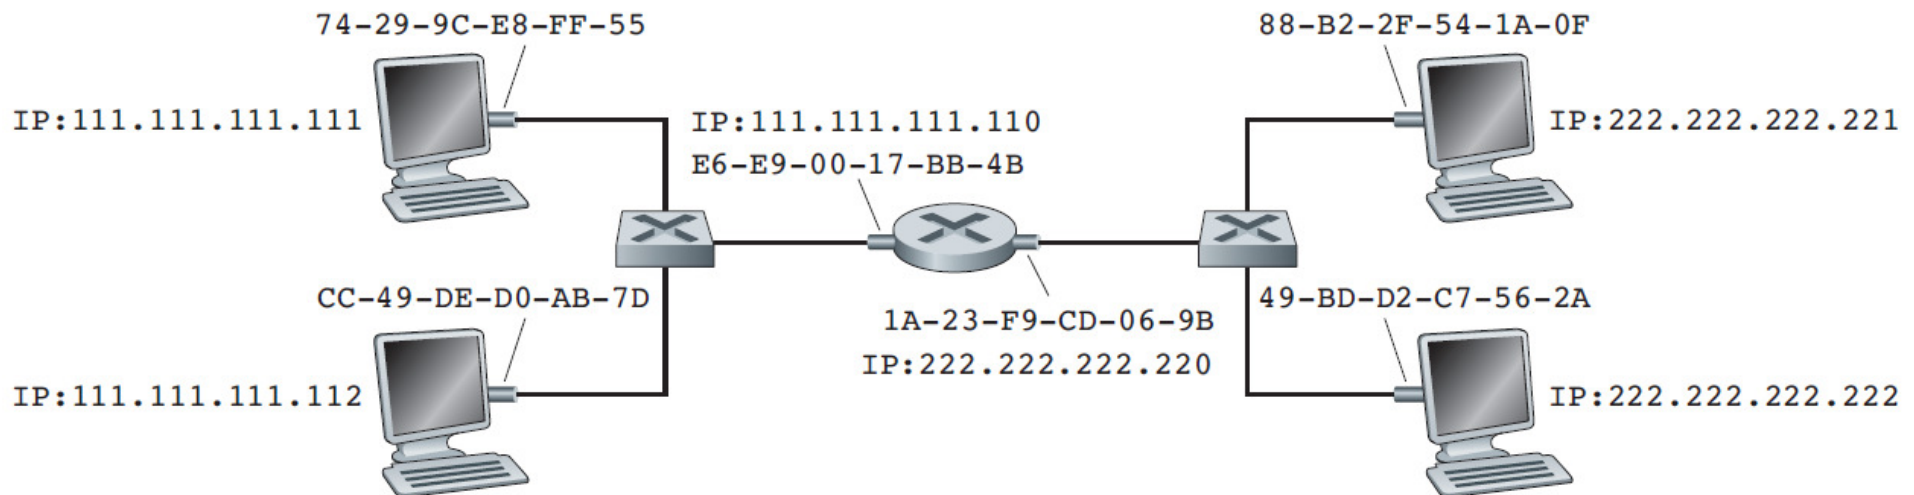 74-29-9C-E8-FF-55
88-B2-2F-54-1A-0F
IP:111.111.111.111
IP:111.111.111.110
IP:222.222.222.221
E6-E9-00-17-BB-4B
CC-49-DE-D0-AB-7D
49-BD-D2-C7-56-2A
1A-23-F9-CD-06-9B
IP:222.222.222.220
IP:111.111.111.112
IP:222.222.222.222